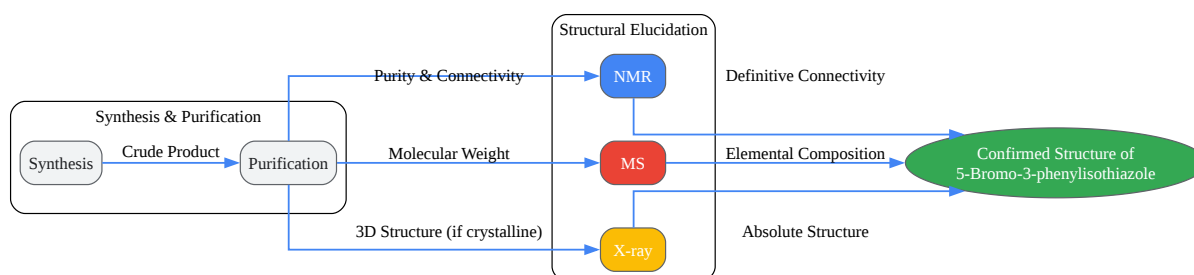 Structural Elucidation
Purity & Connectivity
NMR
Definitive Connectivity
Synthesis & Purification
Synthesis
Crude Product
Purification
Molecular Weight
MS
Elemental Composition
Confirmed Structure of
5-Bromo-3-phenylisothiazole
3D Structure (if crystalline)
X-ray
Absolute Structure